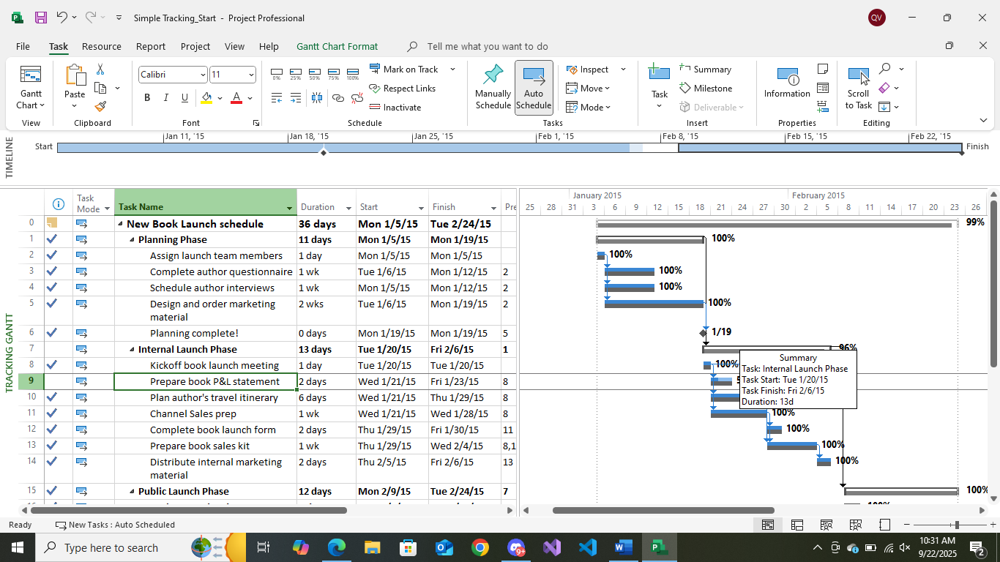 Simple Tracking_Start - Project Professional
QV
File Task Resource Report Project View Help Gantt Chart Format Tell me what you want to do
Gantt Chart
Paste
Calibri 11
B I U A
0% 25% 50% 75% 100%
Mark on Track
Respect Links
Inactivate
Manually Schedule
Auto Schedule
Inspect
Move
Mode
Task
Summary
Milestone
Deliverable
Information
Scroll to Task
View Clipboard Font Schedule Tasks Insert Properties Editing
TIMELINE
Jan 11, '15 Jan 18, '15 Jan 25, '15 Feb 1, '15 Feb 8, '15 Feb 15, '15 Feb 22, '15
Start Finish
TRACKING GANTT
Task Mode Task Name Duration Start Finish Pre
0 New Book Launch schedule 36 days Mon 1/5/15 Tue 2/24/15
1 Planning Phase 11 days Mon 1/5/15 Mon 1/19/15
2 Assign launch team members 1 day Mon 1/5/15 Mon 1/5/15
3 Complete author questionnaire 1 wk Tue 1/6/15 Mon 1/12/15 2
4 Schedule author interviews 1 wk Mon 1/5/15 Mon 1/12/15 2
5 Design and order marketing material 2 wks Tue 1/6/15 Mon 1/19/15 2
6 Planning complete! 0 days Mon 1/19/15 Mon 1/19/15 5
7 Internal Launch Phase 13 days Tue 1/20/15 Fri 2/6/15 1
8 Kickoff book launch meeting 1 day Tue 1/20/15 Tue 1/20/15
9 Prepare book P&L statement 2 days Wed 1/21/15 Fri 1/23/15 8
10 Plan author's travel itinerary 6 days Wed 1/21/15 Thu 1/29/15 8
11 Channel Sales prep 1 wk Wed 1/21/15 Wed 1/28/15 8
12 Complete book launch form 2 days Thu 1/29/15 Fri 1/30/15 11
13 Prepare book sales kit 1 wk Thu 1/29/15 Wed 2/4/15 8,1
14 Distribute internal marketing material 2 days Thu 2/5/15 Fri 2/6/15 13
15 Public Launch Phase 12 days Mon 2/9/15 Tue 2/24/15 7
January 2015 February 2015
25 28 31 3 6 9 12 15 18 21 24 27 30 2 5 8 11 14 17 20 23 26
99%
100%
100%
100%
100%
100%
1/19
96%
100%
Summary
Task: Internal Launch Phase
Task Start: Tue 1/20/15
Task Finish: Fri 2/6/15
Duration: 13d
100%
100%
100%
100%
100%
Ready New Tasks : Auto Scheduled
Type here to search
9+
10:31 AM
9/22/2025
2